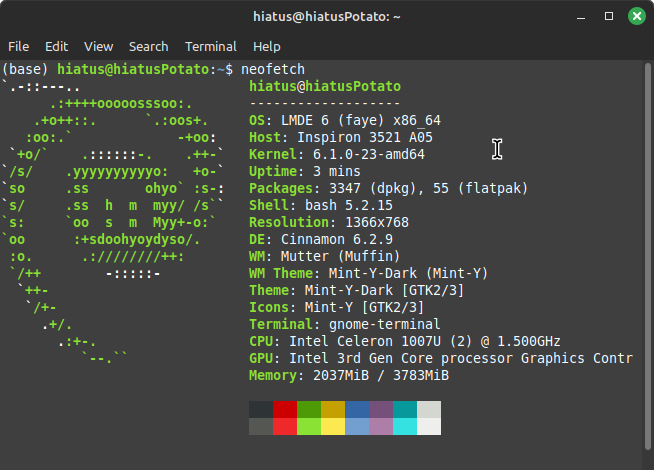 hiatus@hiatusPotato: ~
File Edit View Search Terminal Help
(base) hiatus@hiatusPotato:~$ neofetch
`.-::---.. hiatus@hiatusPotato
.:++++ooooosssoo:. -------------------
.+o++::. `.:oos+. OS: LMDE 6 (faye) x86_64
:oo:.` -+oo: Host: Inspiron 3521 A05
`+o/` .::::::-. .++-` Kernel: 6.1.0-23-amd64
`/s/ .yyyyyyyyyyo: +o-` Uptime: 3 mins
`so .ss ohyo` :s-: Packages: 3347 (dpkg), 55 (flatpak)
`s/ .ss h m myy/ /s`` Shell: bash 5.2.15
`s: `oo s m Myy+-o:` Resolution: 1366x768
`oo :+sdoohyoydyso/. DE: Cinnamon 6.2.9
:o. .:////////++: WM: Mutter (Muffin)
`/++ -:::::- WM Theme: Mint-Y-Dark (Mint-Y)
`++- Theme: Mint-Y-Dark [GTK2/3]
`/+- Icons: Mint-Y [GTK2/3]
.+/. Terminal: gnome-terminal
.:+-. CPU: Intel Celeron 1007U (2) @ 1.500GHz
`--.`` GPU: Intel 3rd Gen Core processor Graphics Contr
Memory: 2037MiB / 3783MiB